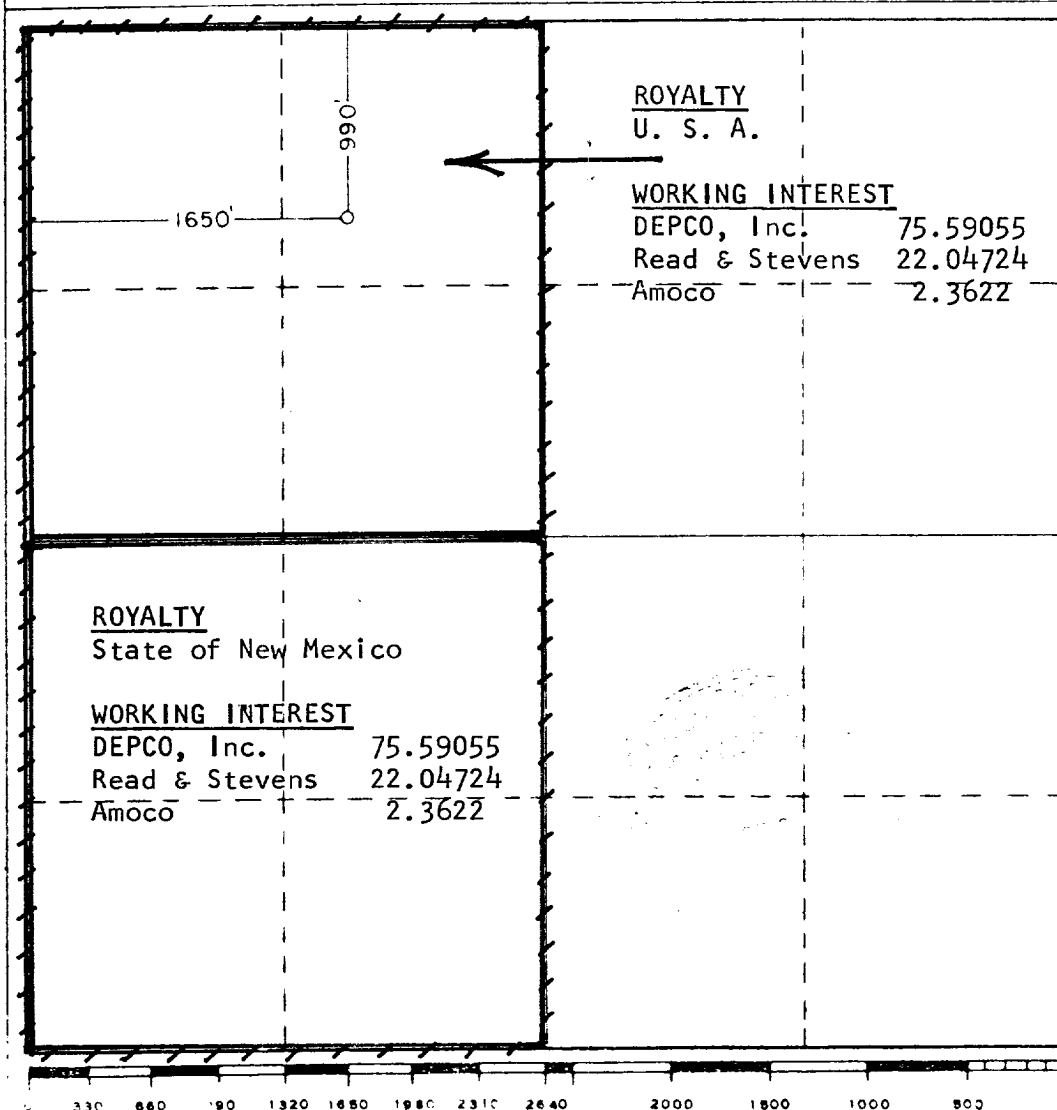 990'
1650'
ROYALTY
U. S. A.
WORKING INTEREST
DEPCO, Inc. 75.59055
Read & Stevens 22.04724
Amoco 2.3622
ROYALTY
State of New Mexico
WORKING INTEREST
DEPCO, Inc. 75.59055
Read & Stevens 22.04724
Amoco 2.3622
330 660 1320 1650 1980 2310 2640 2000 1500 1000 500